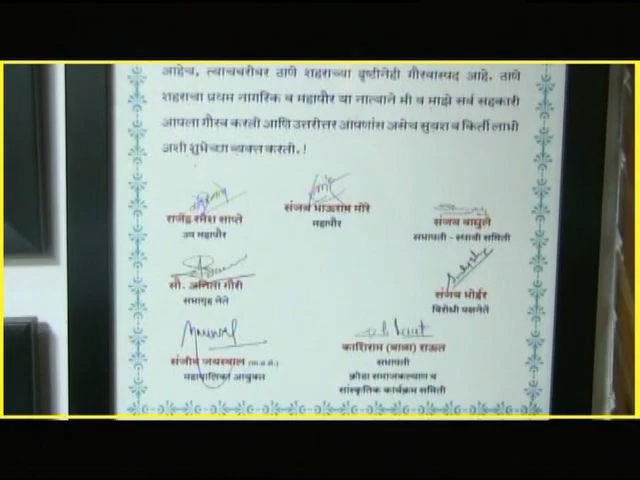 आहेच, त्याचबरोबर ठाणे शहराच्या दृष्टीनेही गौरवास्पद आहे. ठाणे
शहराचा प्रथम नागरिक व महापौर या नात्याने मी व माझे सर्व सहकारी
आपला गौरव करतो आणि उत्तरोत्तर आपणांस असेच सुयश व किर्ती लाभो
अशी शुभेच्छा व्यक्त करतो.!
राजेंद्र रमेश साप्ते
उप महापौर
संजय भाऊराव मोरे
महापौर
संजय वाघुले
सभापती - स्थायी समिती
सौ. अनिता गौरी
सभागृह नेते
संजय भोईर
विरोधी पक्षनेते
संजीव जयस्वाल (भा.प्र.से.)
महापालिका आयुक्त
काशिराम (बाबा) राऊत
सभापती
क्रीडा समाजकल्याण व
सांस्कृतिक कार्यक्रम समिती